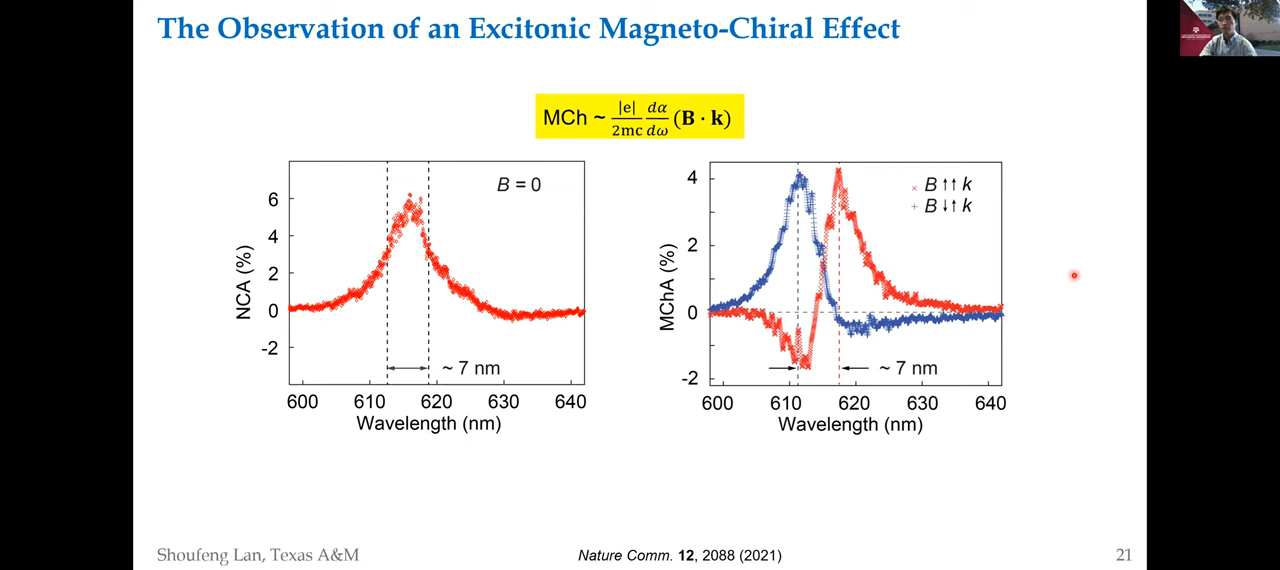 The Observation of an Excitonic Magneto-Chiral Effect
MCh ~ |e|/2mc dα/dω (B · k)
B = 0
NCA (%)
6
4
2
0
-2
~ 7 nm
600 610 620 630 640
Wavelength (nm)
B ↑↑ k
B ↓↑ k
MChA (%)
4
2
0
-2
~ 7 nm
600 610 620 630 640
Wavelength (nm)
Shoufeng Lan, Texas A&M
Nature Comm. 12, 2088 (2021)
21